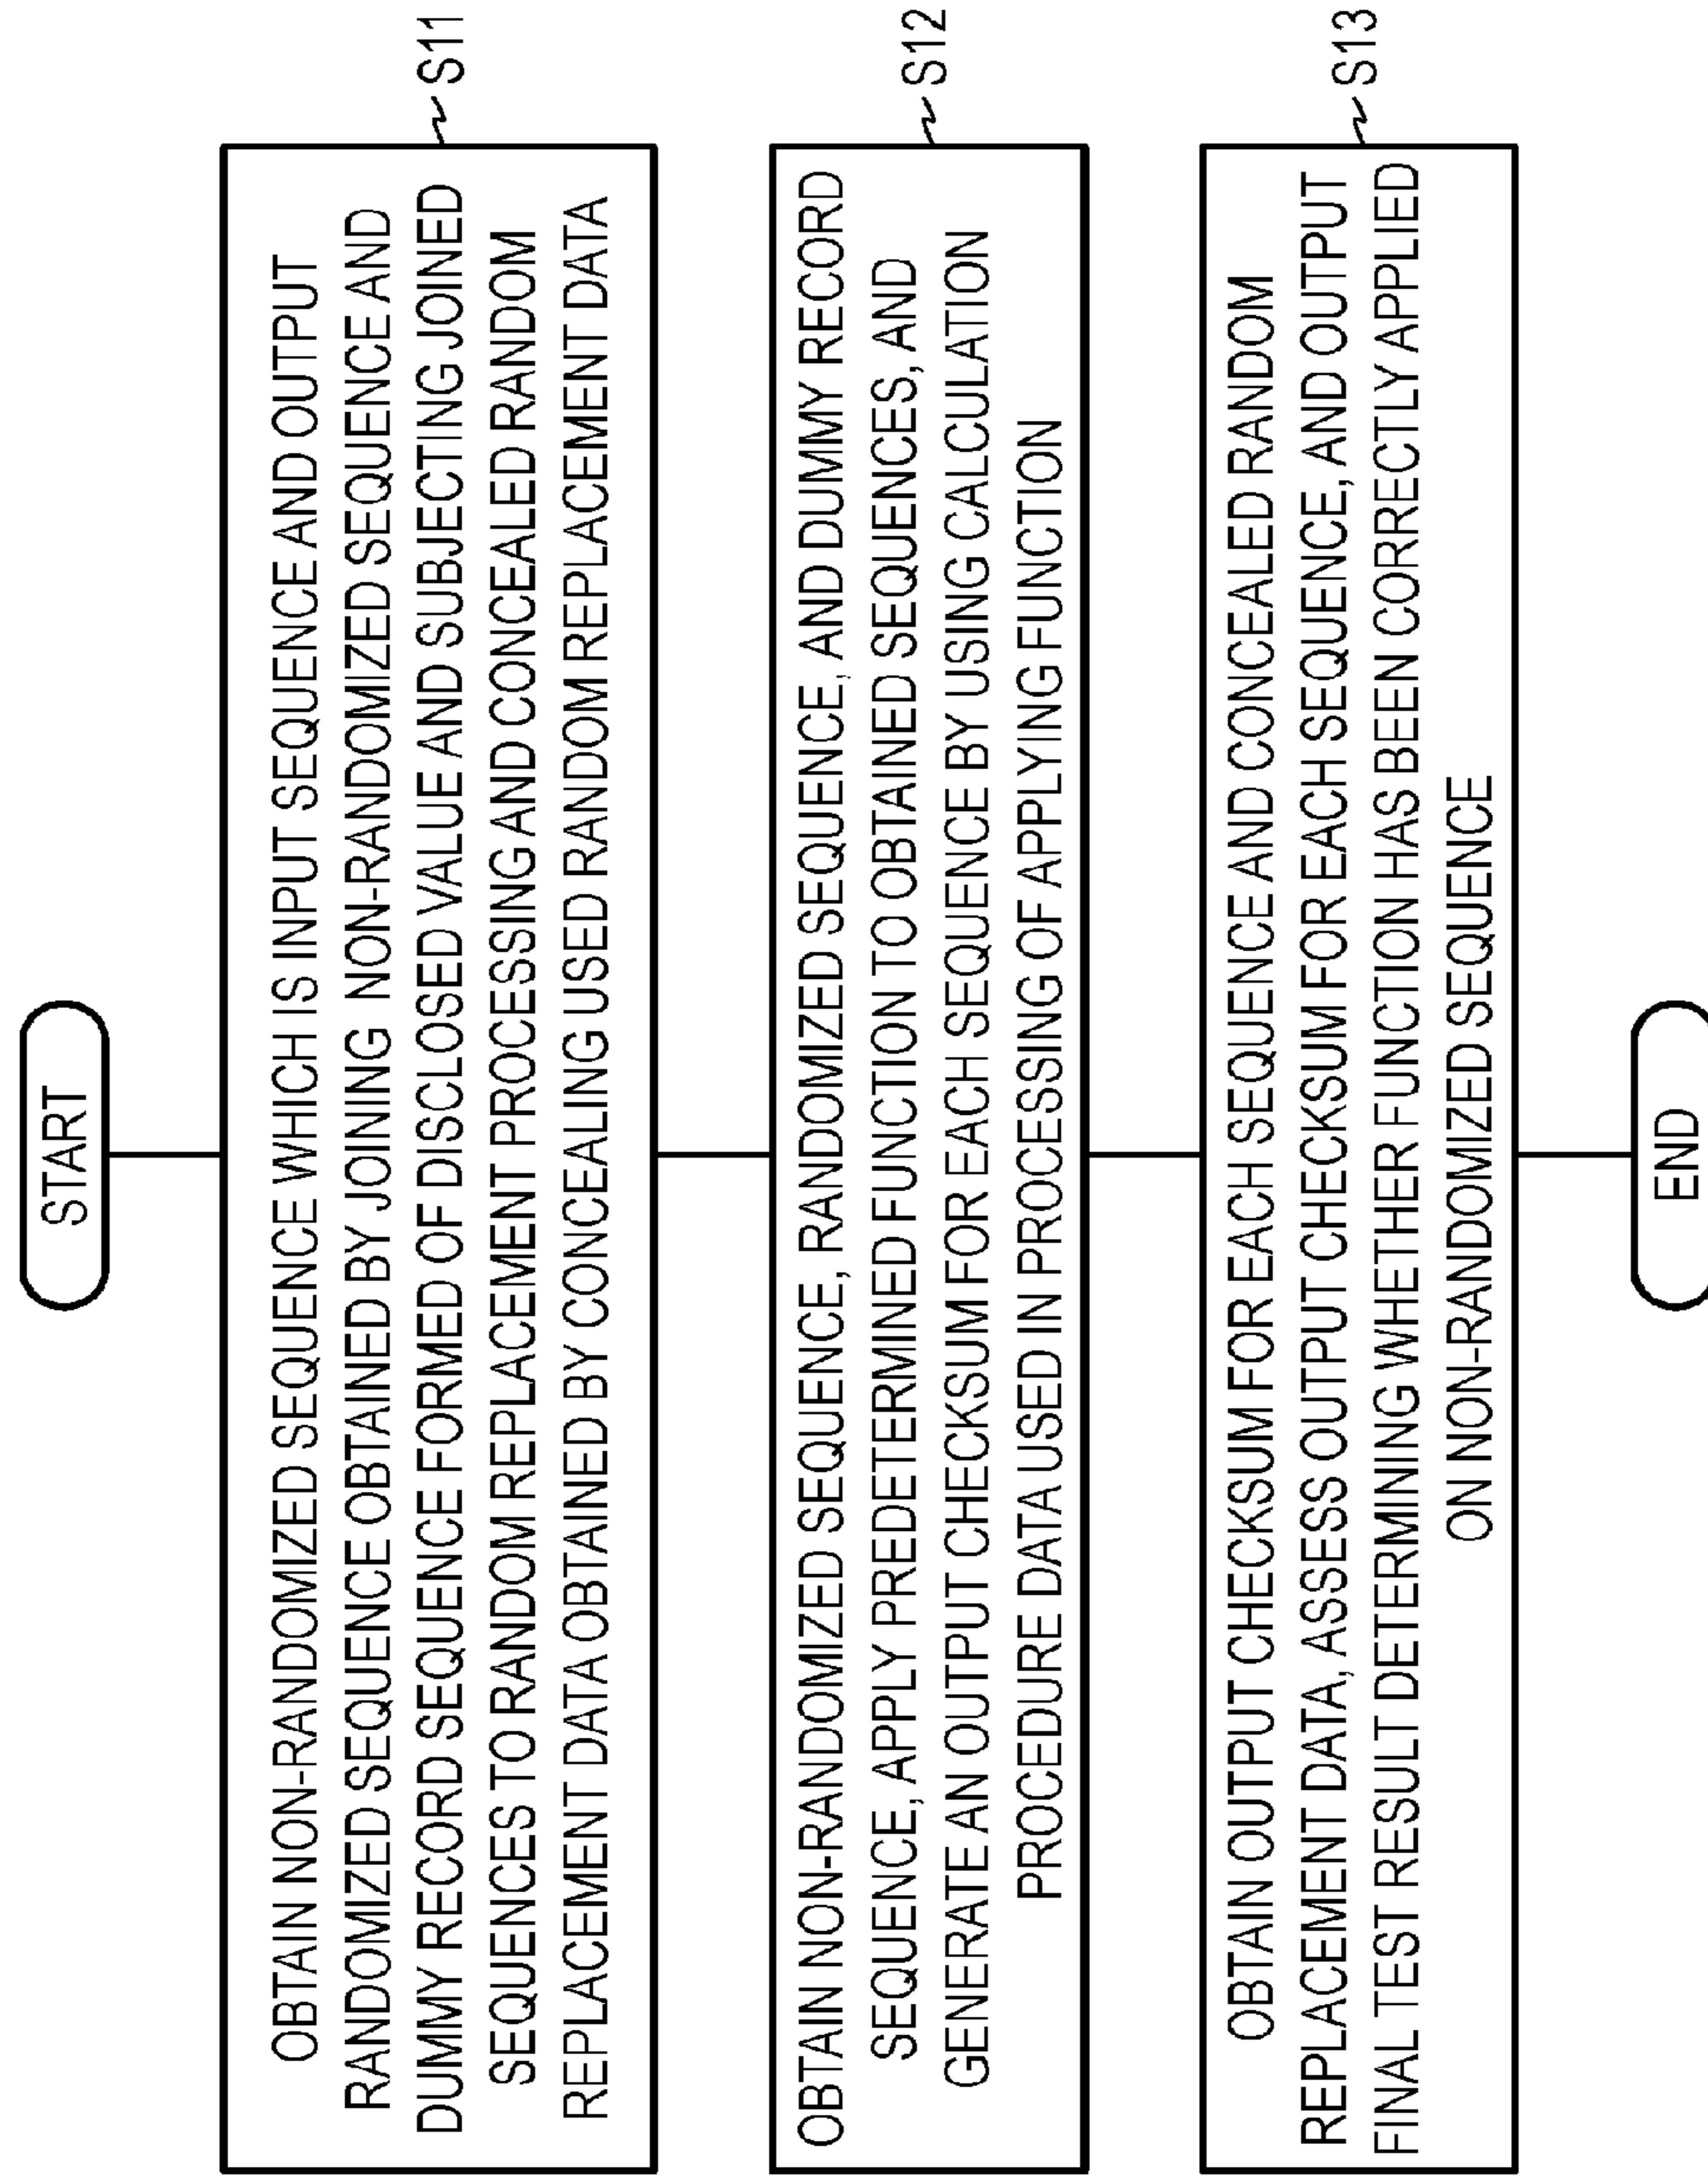 START
OBTAIN NON-RANDOMIZED SEQUENCE WHICH IS INPUT SEQUENCE AND OUTPUT
RANDOMIZED SEQUENCE OBTAINED BY JOINING NON-RANDOMIZED SEQUENCE AND
DUMMY RECORD SEQUENCE FORMED OF DISCLOSED VALUE AND SUBJECTING JOINED
SEQUENCES TO RANDOM REPLACEMENT PROCESSING AND CONCEALED RANDOM
REPLACEMENT DATA OBTAINED BY CONCEALING USED RANDOM REPLACEMENT DATA
S11
OBTAIN NON-RANDOMIZED SEQUENCE, RANDOMIZED SEQUENCE, AND DUMMY RECORD
SEQUENCE, APPLY PREDETERMINED FUNCTION TO OBTAINED SEQUENCES, AND
GENERATE AN OUTPUT CHECKSUM FOR EACH SEQUENCE BY USING CALCULATION
PROCEDURE DATA USED IN PROCESSING OF APPLYING FUNCTION
S12
OBTAIN OUTPUT CHECKSUM FOR EACH SEQUENCE AND CONCEALED RANDOM
REPLACEMENT DATA, ASSESS OUTPUT CHECKSUM FOR EACH SEQUENCE, AND OUTPUT
FINAL TEST RESULT DETERMINING WHETHER FUNCTION HAS BEEN CORRECTLY APPLIED
ON NON-RANDOMIZED SEQUENCE
S13
END